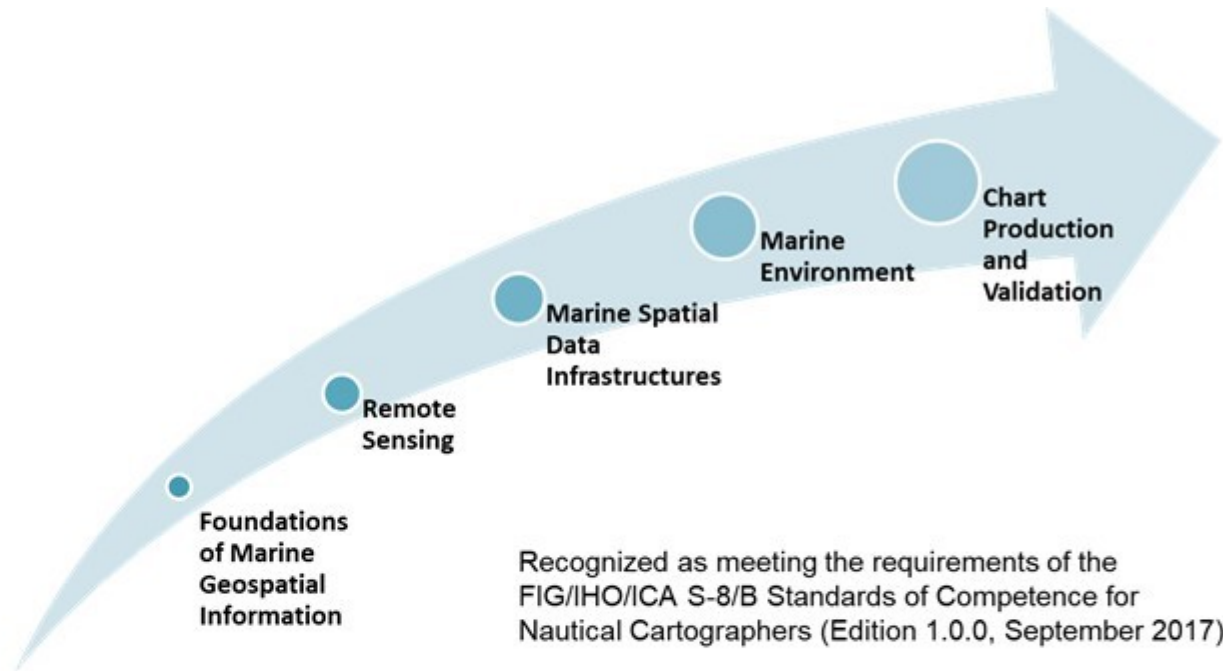 Foundations
of Marine
Geospatial
Information
Remote
Sensing
Marine Spatial
Data
Infrastructures
Marine
Environment
Chart
Production
and
Validation
Recognized as meeting the requirements of the
FIG/IHO/ICA S-8/B Standards of Competence for
Nautical Cartographers (Edition 1.0.0, September 2017)